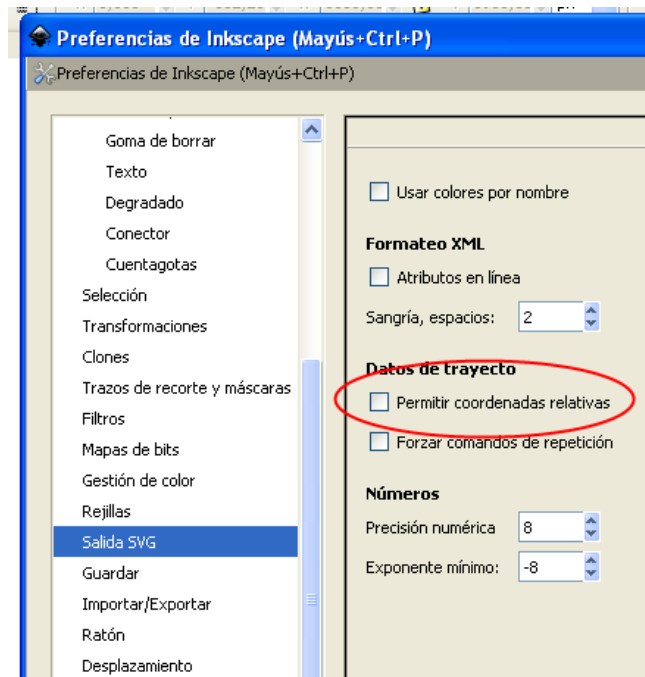 Preferencias de Inkscape (Mayús+Ctrl+P)
Preferencias de Inkscape (Mayús+Ctrl+P)
Goma de borrar
Texto
Degradado
Conector
Cuentagotas
Selección
Transformaciones
Clones
Trazos de recorte y máscaras
Filtros
Mapas de bits
Gestión de color
Rejillas
Salida SVG
Guardar
Importar/Exportar
Ratón
Desplazamiento
Usar colores por nombre
Formateo XML
Atributos en línea
Sangría, espacios: 2
Datos de trayecto
Permitir coordenadas relativas
Forzar comandos de repetición
Números
Precisión numérica 8
Exponente mínimo: -8